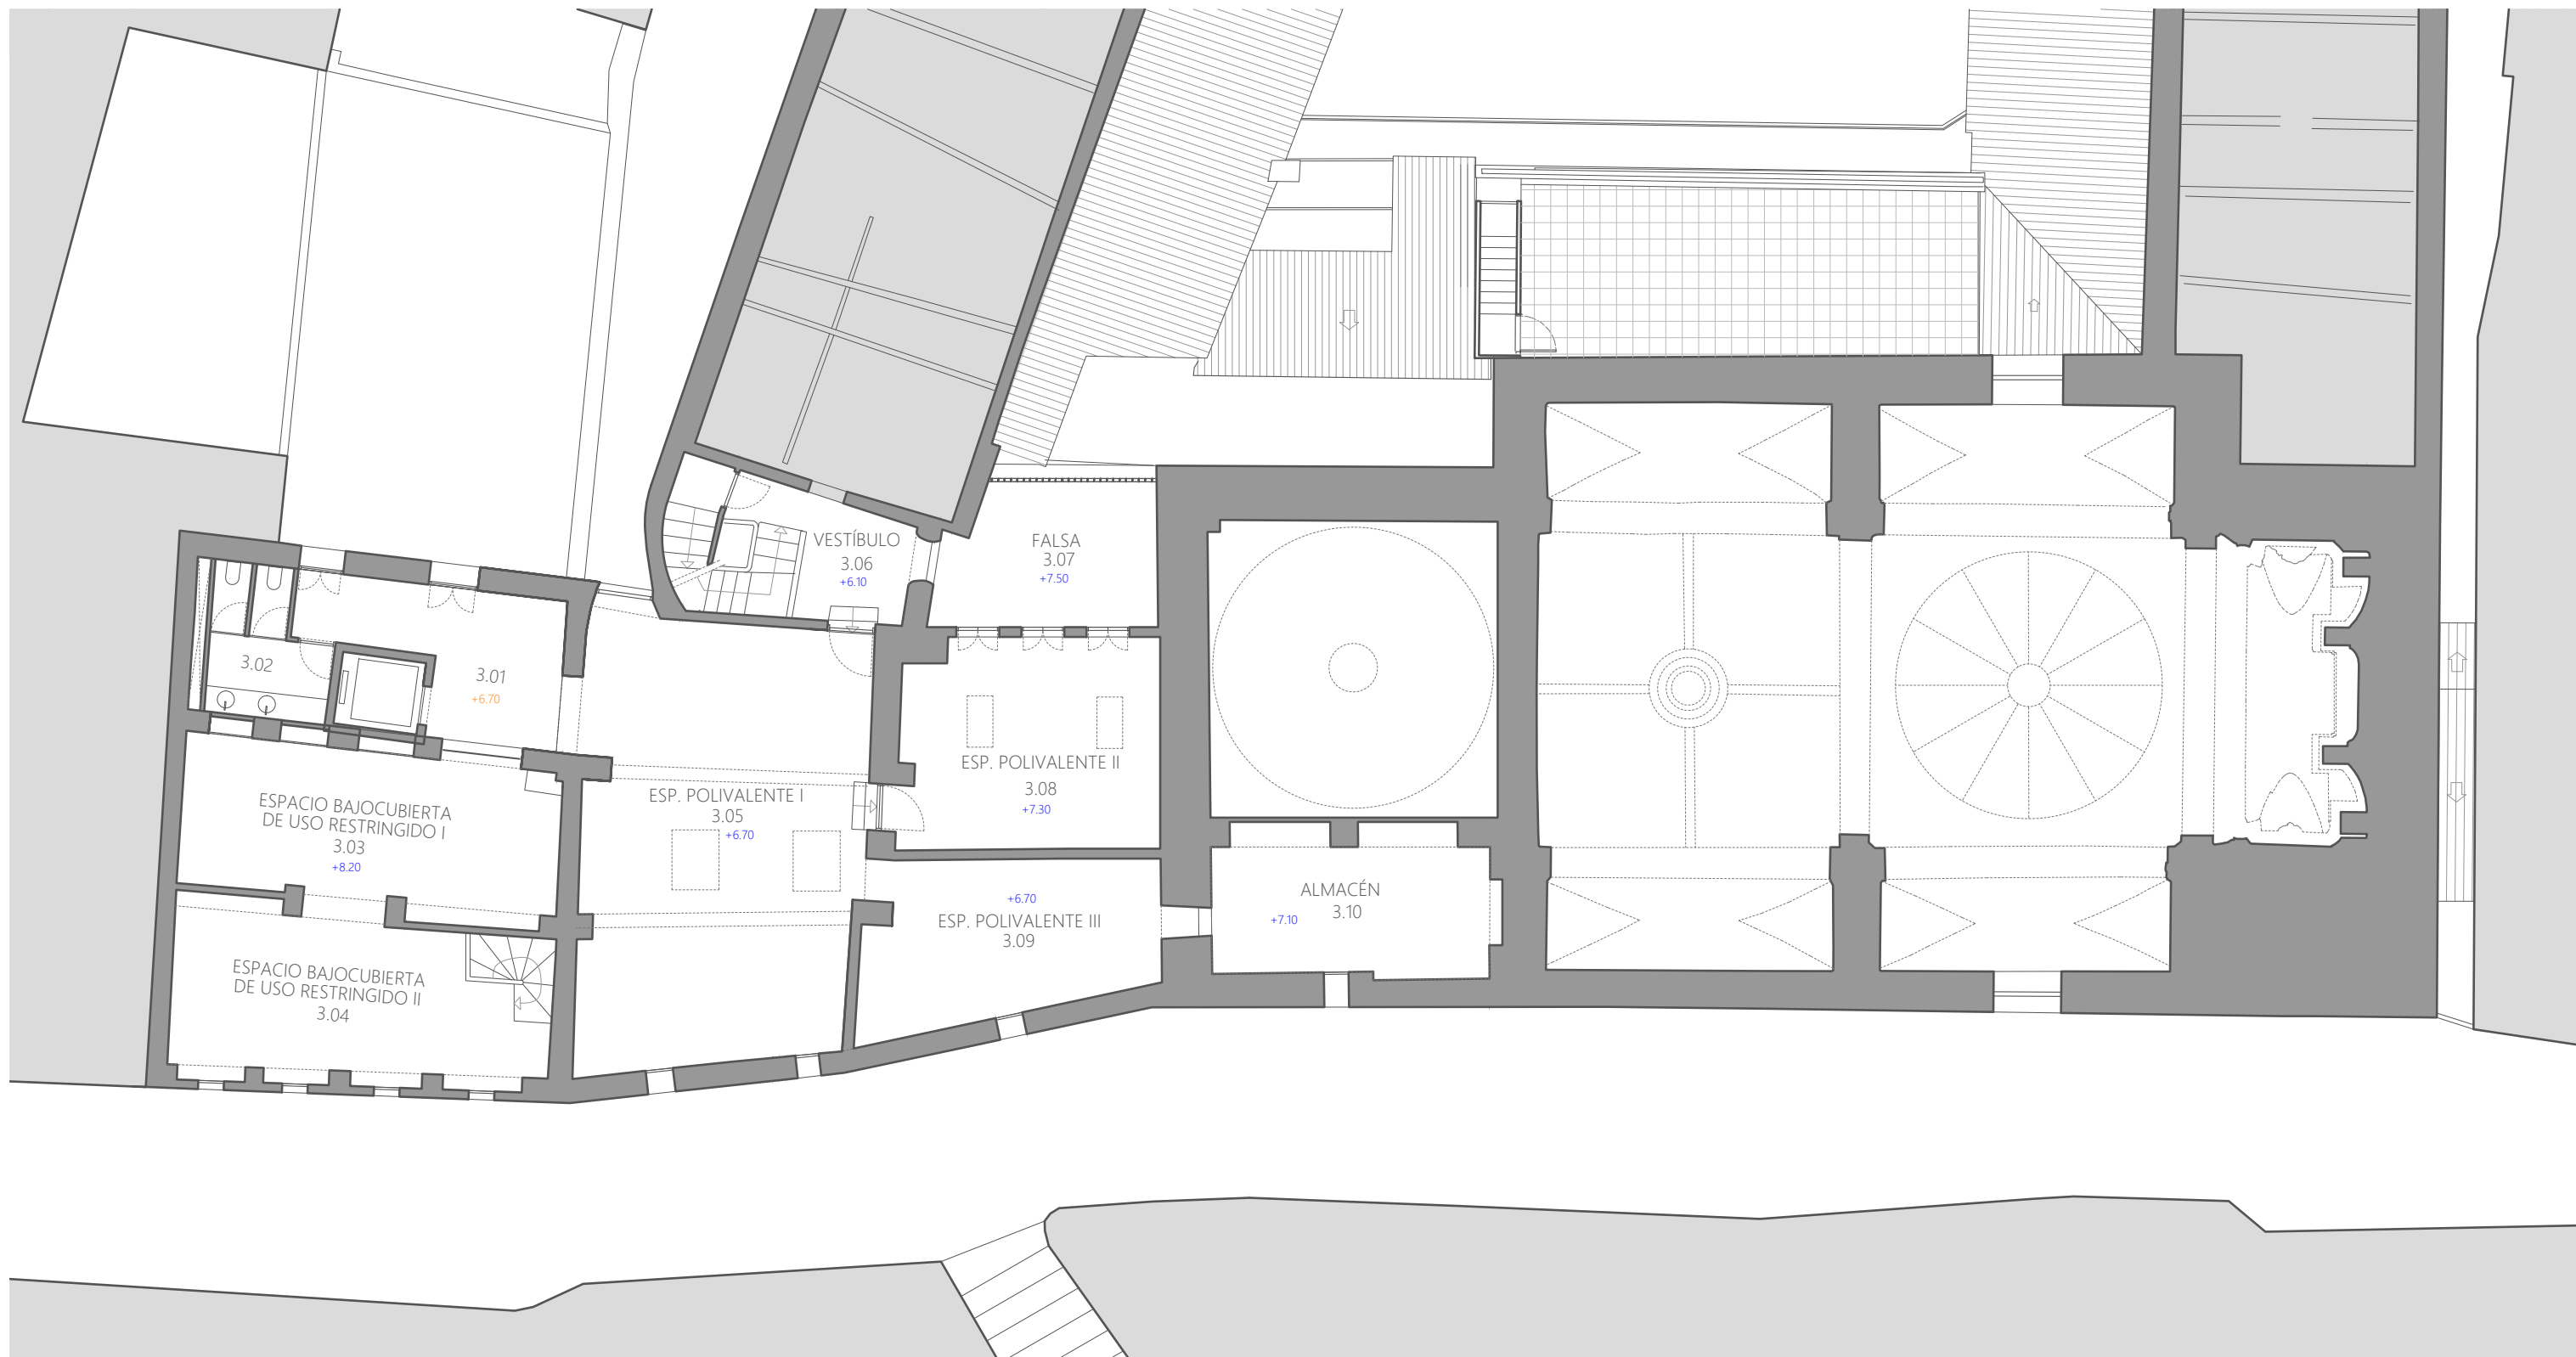 VESTÍBULO
3.06
+6.10
FALSA
3.07
+7.50
3.02
3.01
+6.70
ESP. POLIVALENTE II
3.08
+7.30
ESP. POLIVALENTE I
3.05
+6.70
ESPACIO BAJOCUBIERTA
DE USO RESTRINGIDO I
3.03
+8.20
+6.70
ESP. POLIVALENTE III
3.09
ALMACÉN
3.10
+7.10
ESPACIO BAJOCUBIERTA
DE USO RESTRINGIDO II
3.04